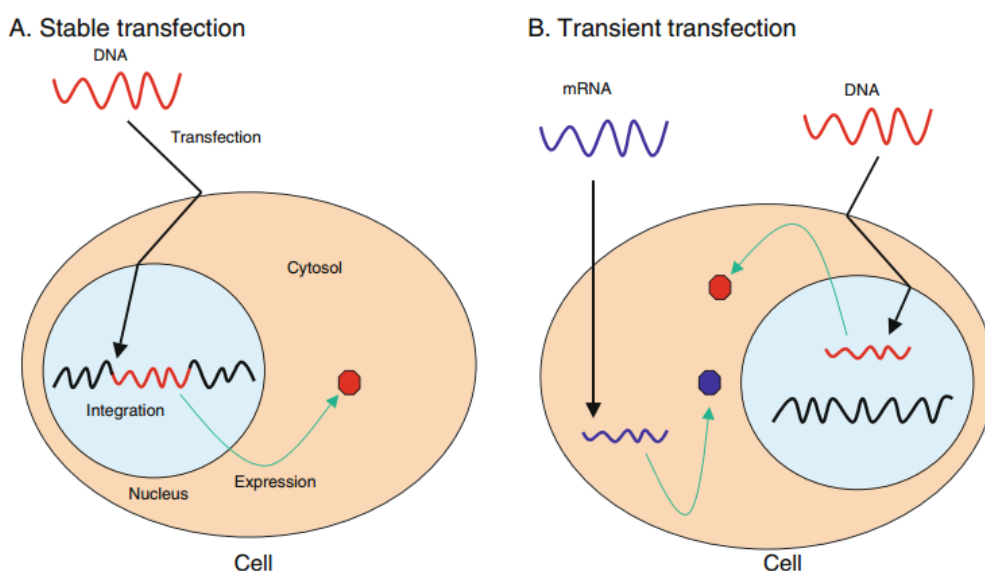 A. Stable transfection
DNA
Transfection
Cytosol
Integration
Expression
Nucleus
Cell
B. Transient transfection
mRNA
DNA
Cell